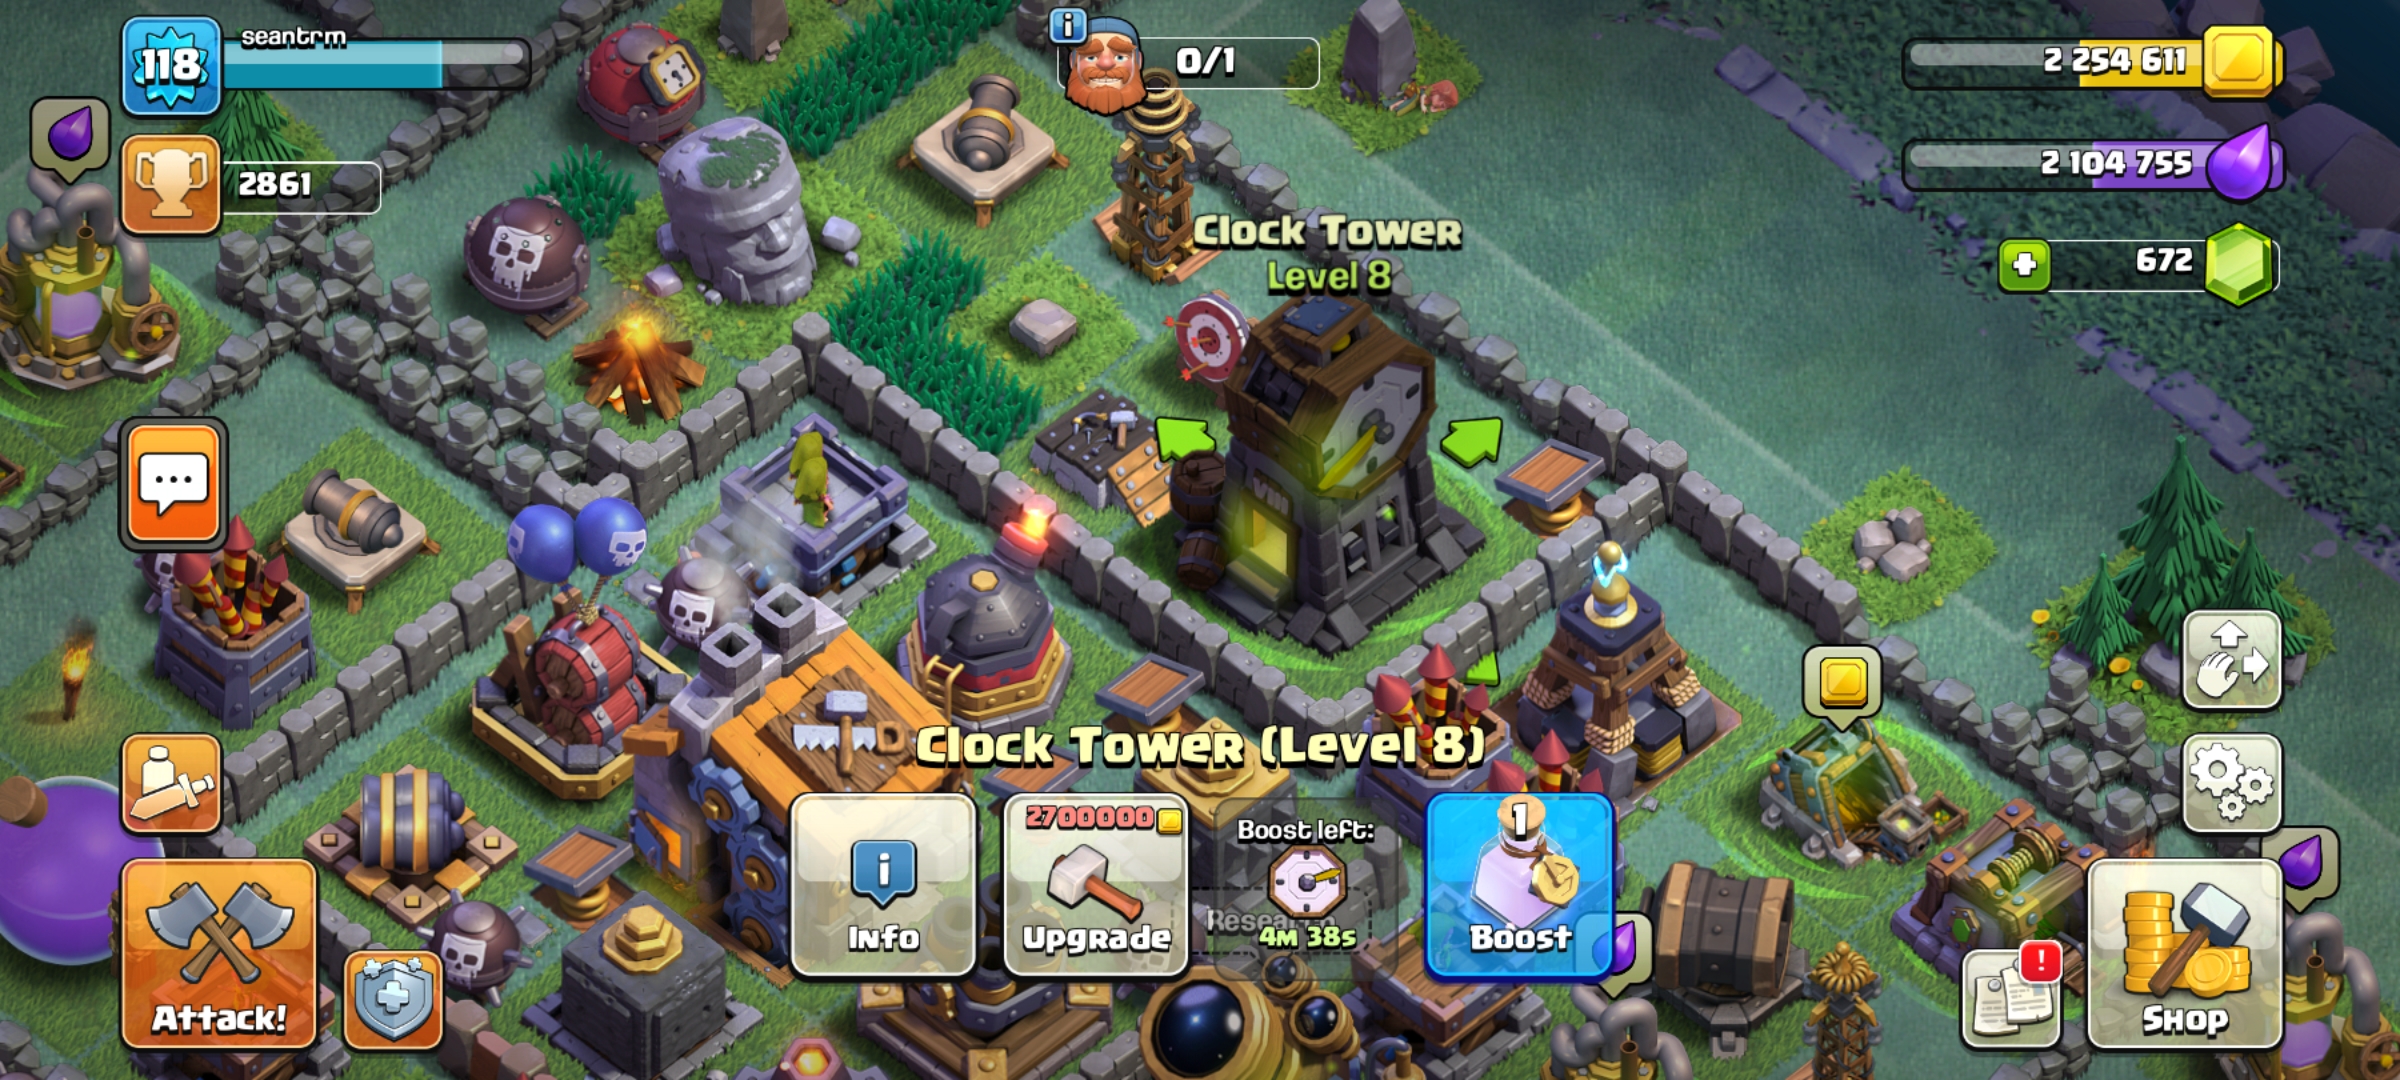 118
seantrm
0/1
2 254 611
2861
2 104 755
672
Clock Tower
Level 8
VIII
Clock Tower (Level 8)
Info
2700000
Upgrade
Boost left:
4m 38s
1
Boost
Attack!
!
Shop